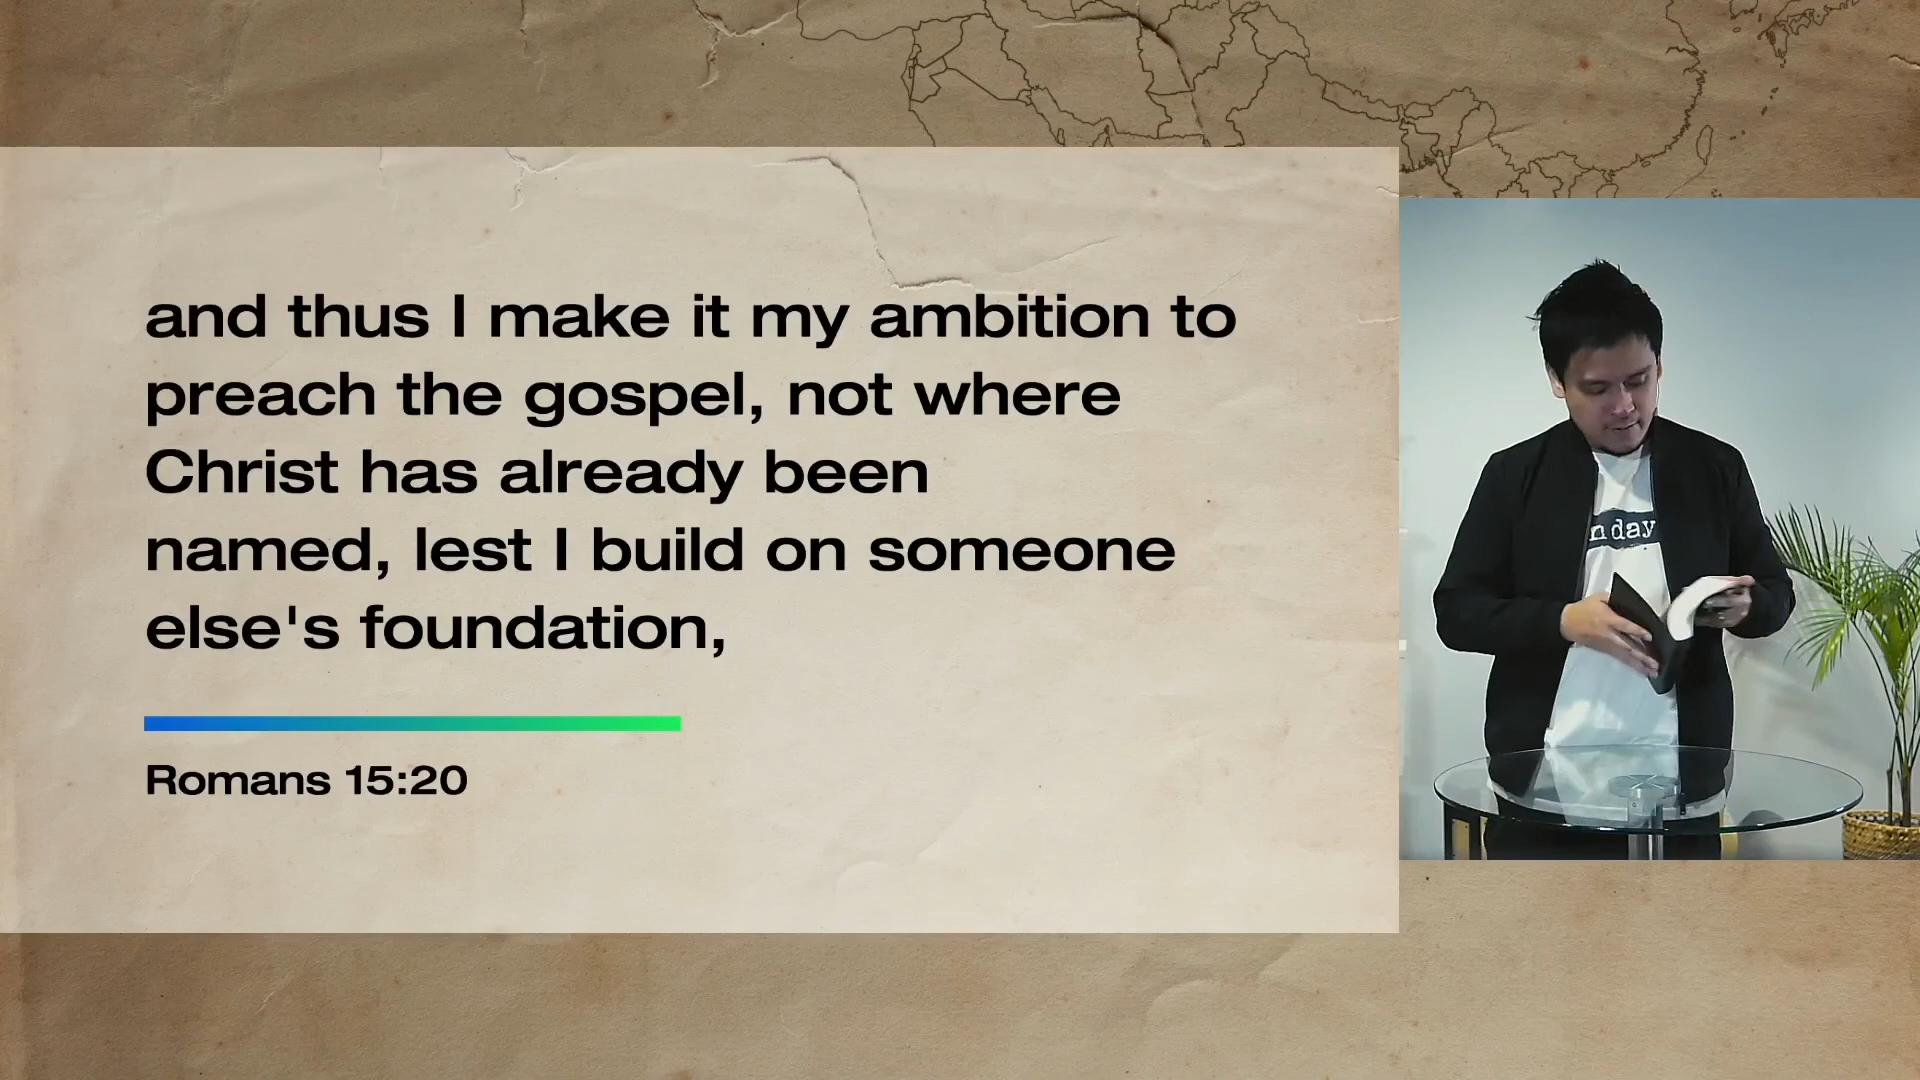 and thus I make it my ambition to
preach the gospel, not where
Christ has already been
named, lest I build on someone
else's foundation,
Romans 15:20